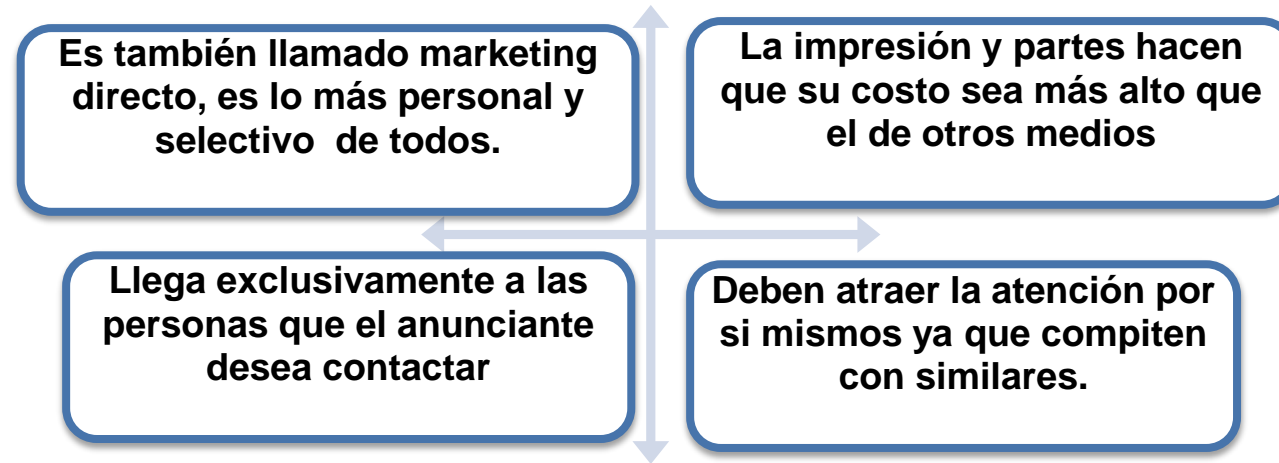 Es también llamado marketing
directo, es lo más personal y
selectivo de todos.
La impresión y partes hacen
que su costo sea más alto que
el de otros medios
Llega exclusivamente a las
personas que el anunciante
desea contactar
Deben atraer la atención por
si mismos ya que compiten
con similares.